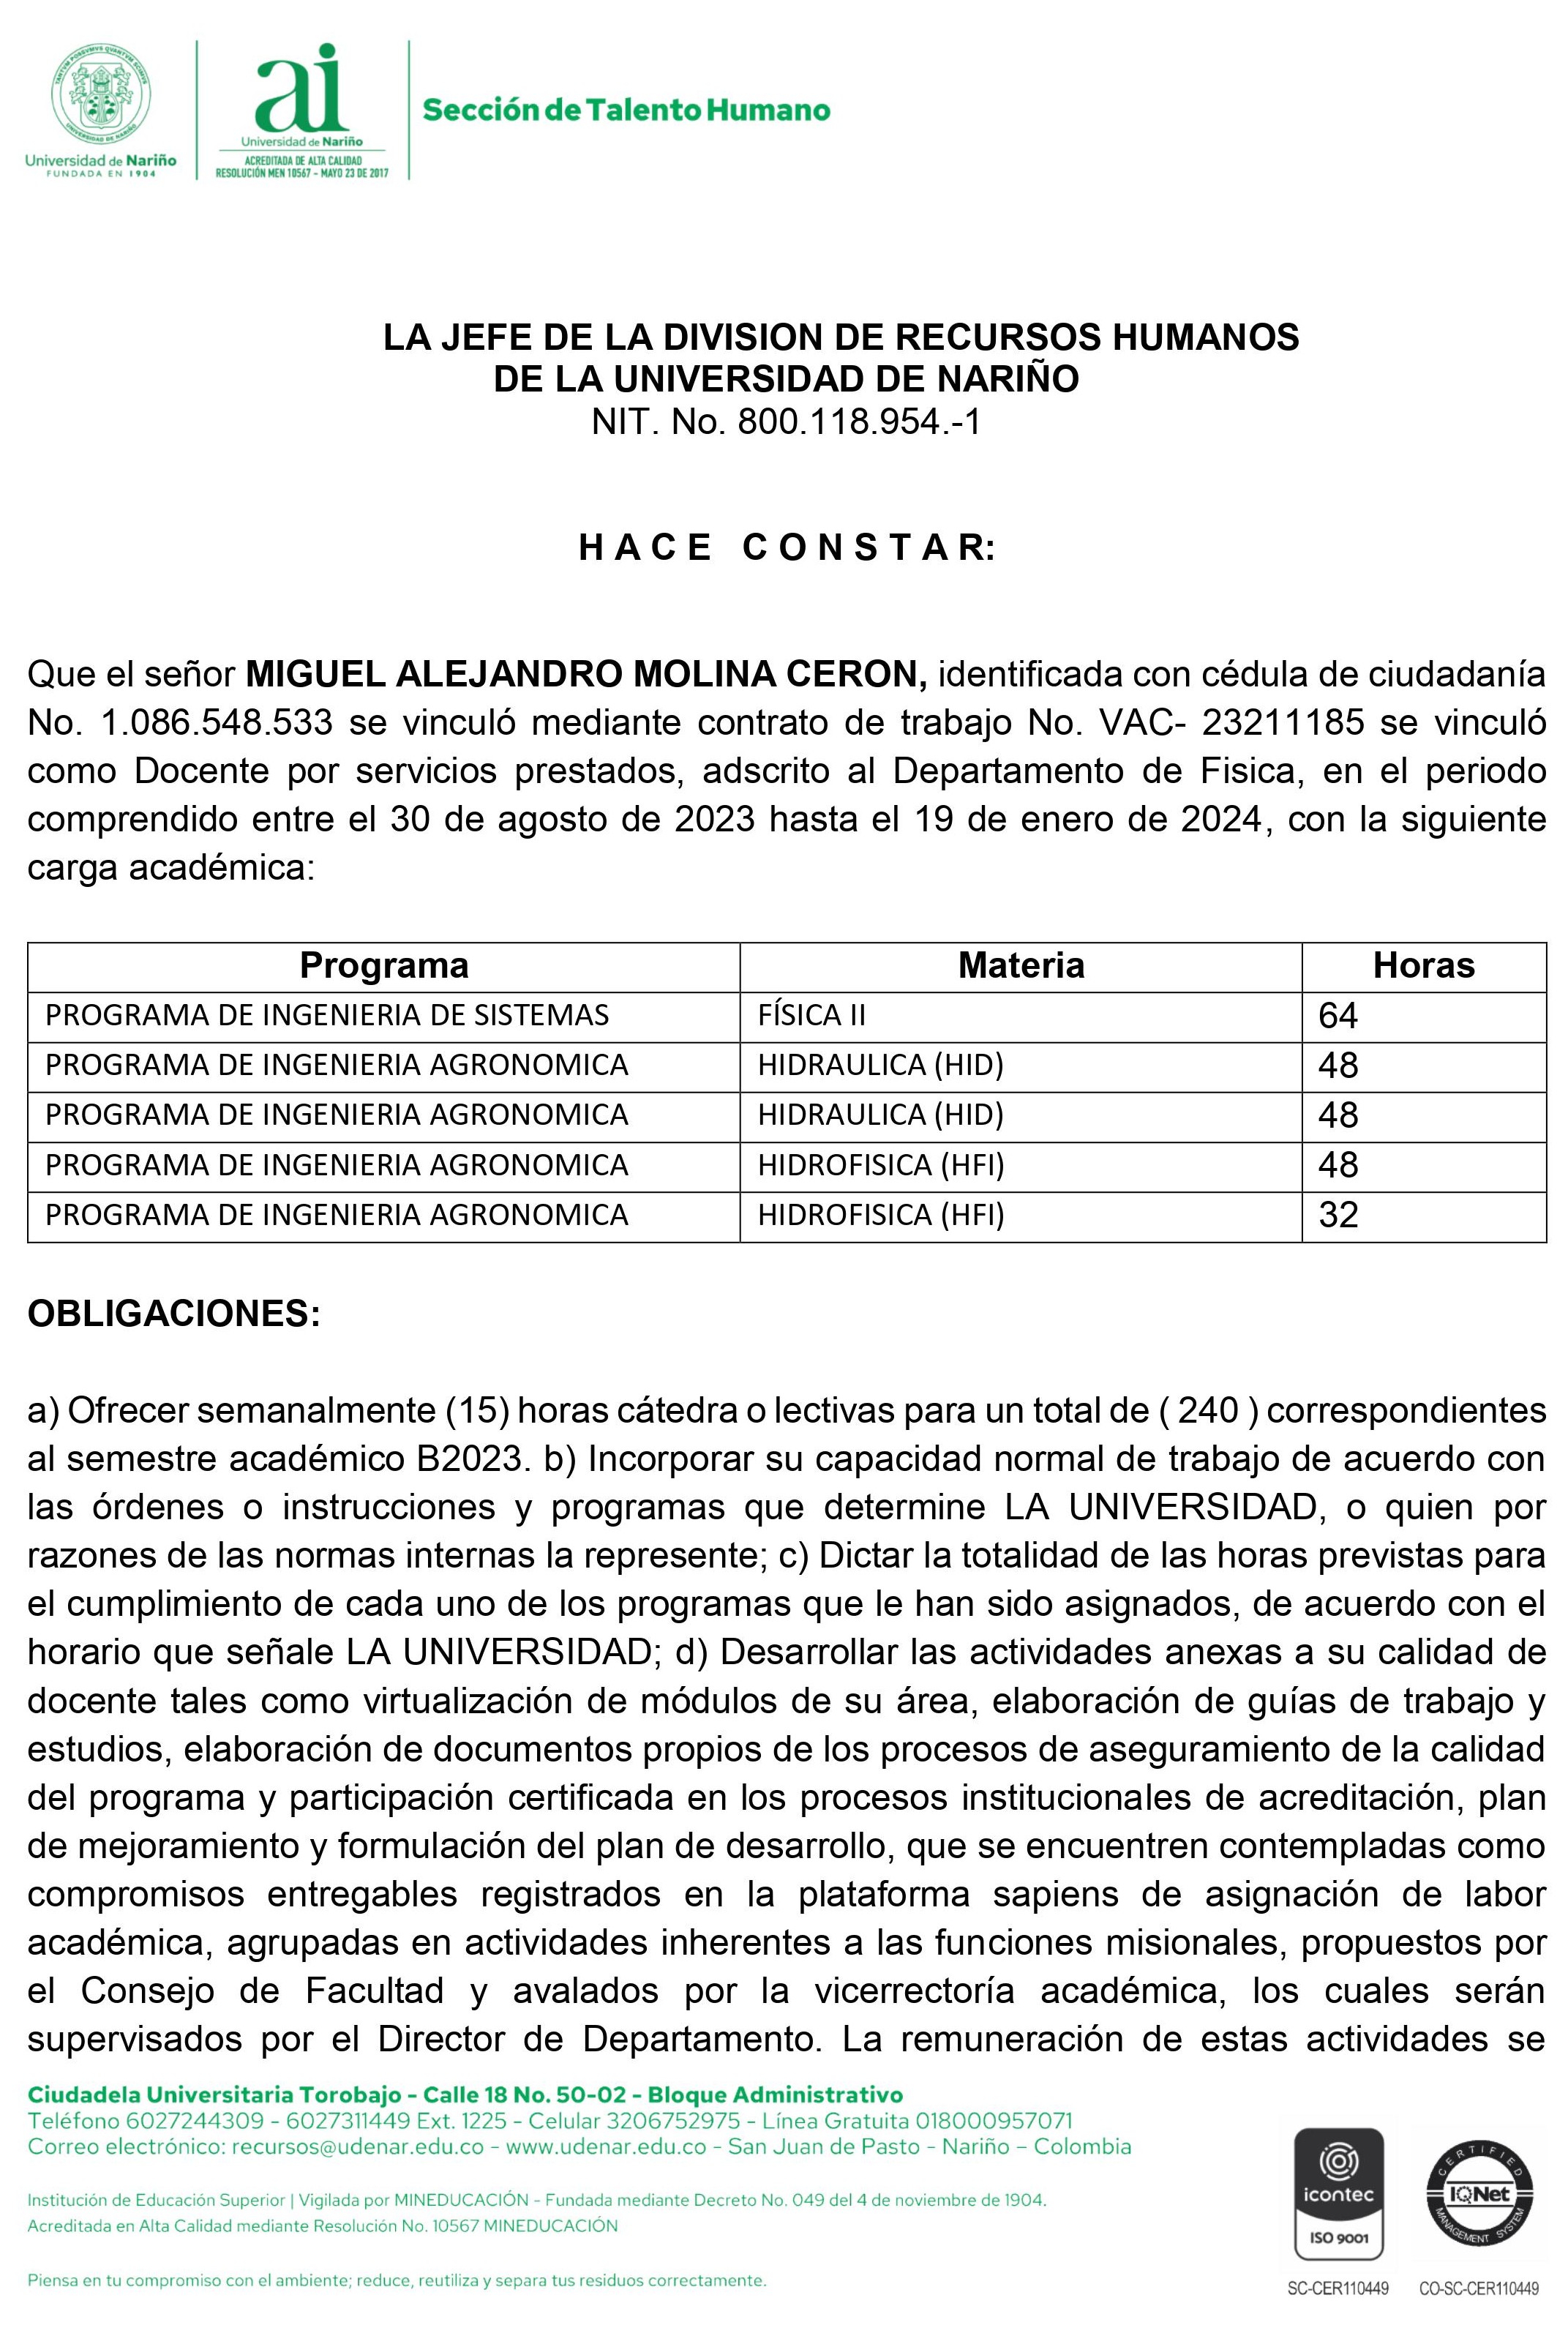 TANTVM POSSVMVS QVANTVM SCIMVS
UNIVERSIDAD DE NARIÑO
Universidad de Nariño
FUNDADA EN 1904
ai
Universidad de Nariño
ACREDITADA DE ALTA CALIDAD
RESOLUCIÓN MEN 10567 - MAYO 23 DE 2017
Sección de Talento Humano
LA JEFE DE LA DIVISION DE RECURSOS HUMANOS
DE LA UNIVERSIDAD DE NARIÑO
NIT. No. 800.118.954.-1
H A C E C O N S T A R:
Que el señor MIGUEL ALEJANDRO MOLINA CERON, identificada con cédula de ciudadanía
No. 1.086.548.533 se vinculó mediante contrato de trabajo No. VAC- 23211185 se vinculó
como Docente por servicios prestados, adscrito al Departamento de Fisica, en el periodo
comprendido entre el 30 de agosto de 2023 hasta el 19 de enero de 2024, con la siguiente
carga académica:
Programa Materia Horas
PROGRAMA DE INGENIERIA DE SISTEMAS FÍSICA II 64
PROGRAMA DE INGENIERIA AGRONOMICA HIDRAULICA (HID) 48
PROGRAMA DE INGENIERIA AGRONOMICA HIDRAULICA (HID) 48
PROGRAMA DE INGENIERIA AGRONOMICA HIDROFISICA (HFI) 48
PROGRAMA DE INGENIERIA AGRONOMICA HIDROFISICA (HFI) 32
OBLIGACIONES:
a) Ofrecer semanalmente (15) horas cátedra o lectivas para un total de ( 240 ) correspondientes
al semestre académico B2023. b) Incorporar su capacidad normal de trabajo de acuerdo con
las órdenes o instrucciones y programas que determine LA UNIVERSIDAD, o quien por
razones de las normas internas la represente; c) Dictar la totalidad de las horas previstas para
el cumplimiento de cada uno de los programas que le han sido asignados, de acuerdo con el
horario que señale LA UNIVERSIDAD; d) Desarrollar las actividades anexas a su calidad de
docente tales como virtualización de módulos de su área, elaboración de guías de trabajo y
estudios, elaboración de documentos propios de los procesos de aseguramiento de la calidad
del programa y participación certificada en los procesos institucionales de acreditación, plan
de mejoramiento y formulación del plan de desarrollo, que se encuentren contempladas como
compromisos entregables registrados en la plataforma sapiens de asignación de labor
académica, agrupadas en actividades inherentes a las funciones misionales, propuestos por
el Consejo de Facultad y avalados por la vicerrectoría académica, los cuales serán
supervisados por el Director de Departamento. La remuneración de estas actividades se
Ciudadela Universitaria Torobajo - Calle 18 No. 50-02 - Bloque Administrativo
Teléfono 6027244309 - 6027311449 Ext. 1225 - Celular 3206752975 - Línea Gratuita 018000957071
Correo electrónico: recursos@udenar.edu.co - www.udenar.edu.co - San Juan de Pasto - Nariño – Colombia
Institución de Educación Superior | Vigilada por MINEDUCACIÓN - Fundada mediante Decreto No. 049 del 4 de noviembre de 1904.
Acreditada en Alta Calidad mediante Resolución No. 10567 MINEDUCACIÓN
Piensa en tu compromiso con el ambiente; reduce, reutiliza y separa tus residuos correctamente.
icontec
ISO 9001
SC-CER110449
CERTIFIED
IQNet
MANAGEMENT SYSTEM
CO-SC-CER110449